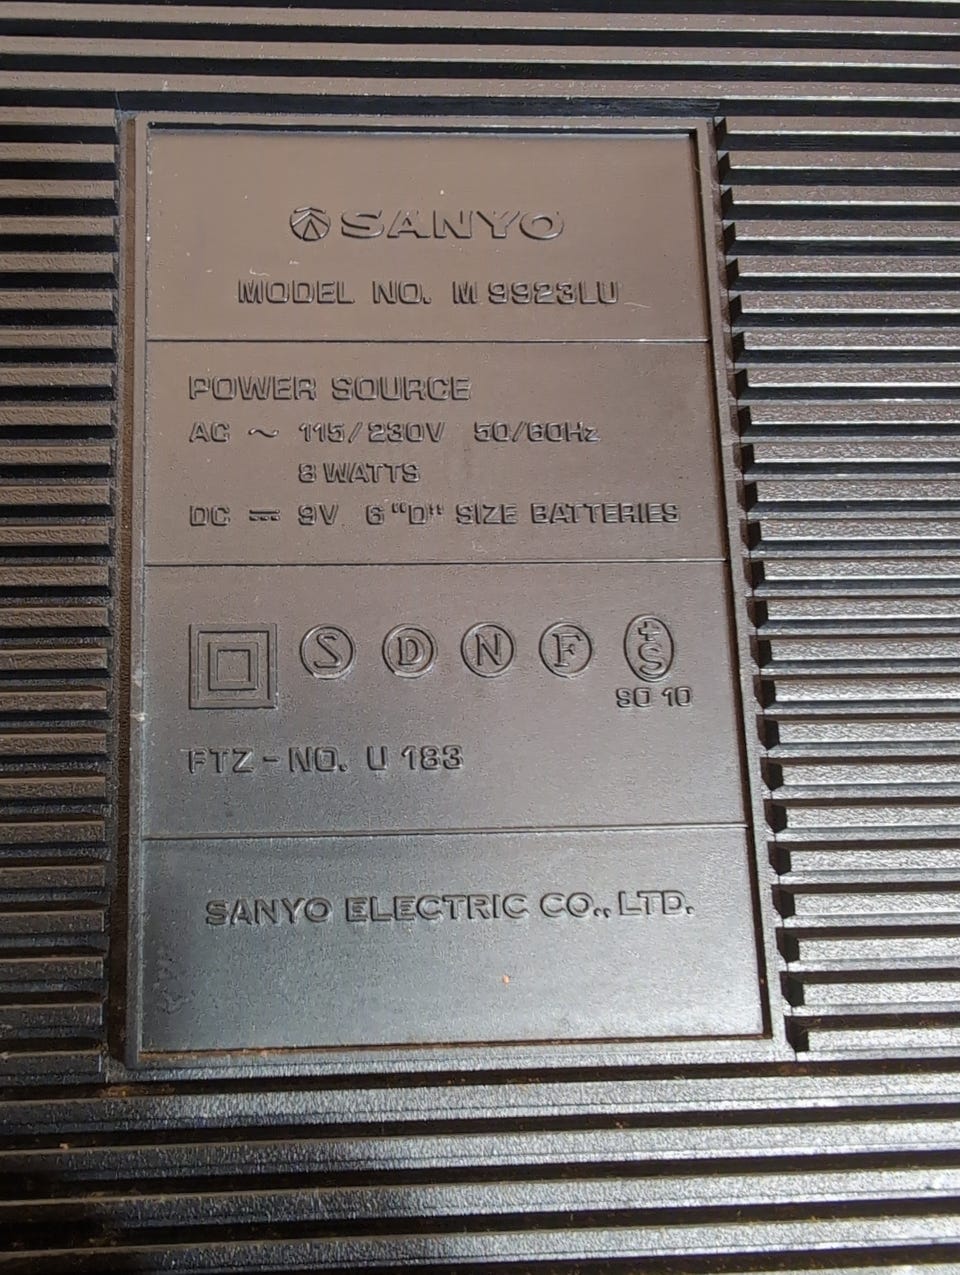 SANYO
MODEL NO. M 9923LU
POWER SOURCE
AC ~ 115/230V 50/60Hz
8 WATTS
DC ⎓ 9V 6 "D" SIZE BATTERIES
S D N F +S
SO 10
FTZ-NO. U 183
SANYO ELECTRIC CO., LTD.